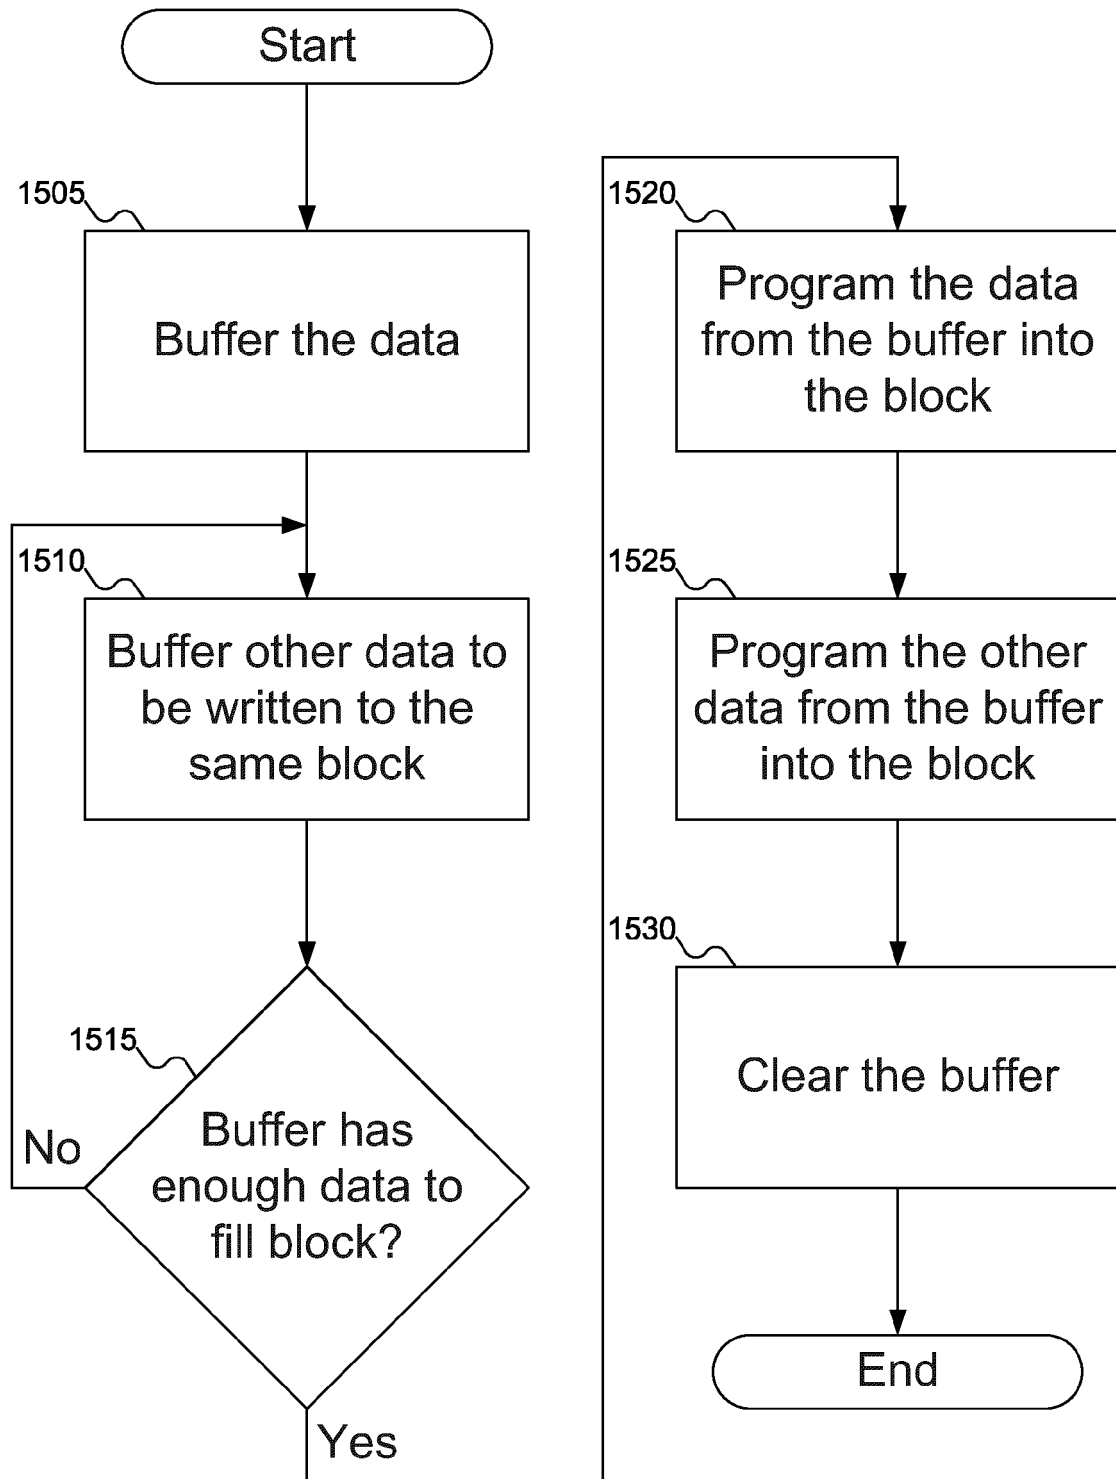 Start
1505
Buffer the data
1510
Buffer other data to
be written to the
same block
1515
Buffer has
enough data to
fill block?
No
Yes
1520
Program the data
from the buffer into
the block
1525
Program the other
data from the buffer
into the block
1530
Clear the buffer
End